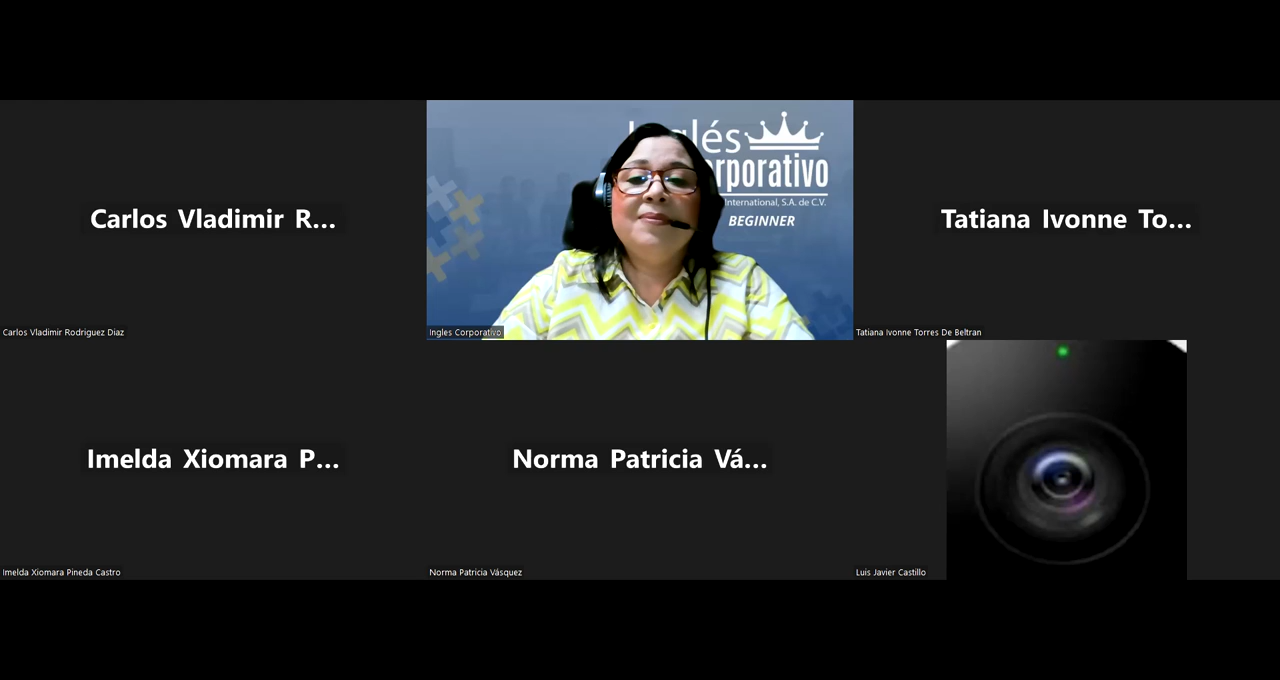 Carlos Vladimir R...
Carlos Vladimir Rodriguez Diaz
Inglés
rporativo
International, S.A. de C.V.
BEGINNER
Ingles Corporativo
Tatiana Ivonne To...
Tatiana Ivonne Torres De Beltran
Imelda Xiomara P...
Imelda Xiomara Pineda Castro
Norma Patricia Vá...
Norma Patricia Vásquez
Luis Javier Castillo